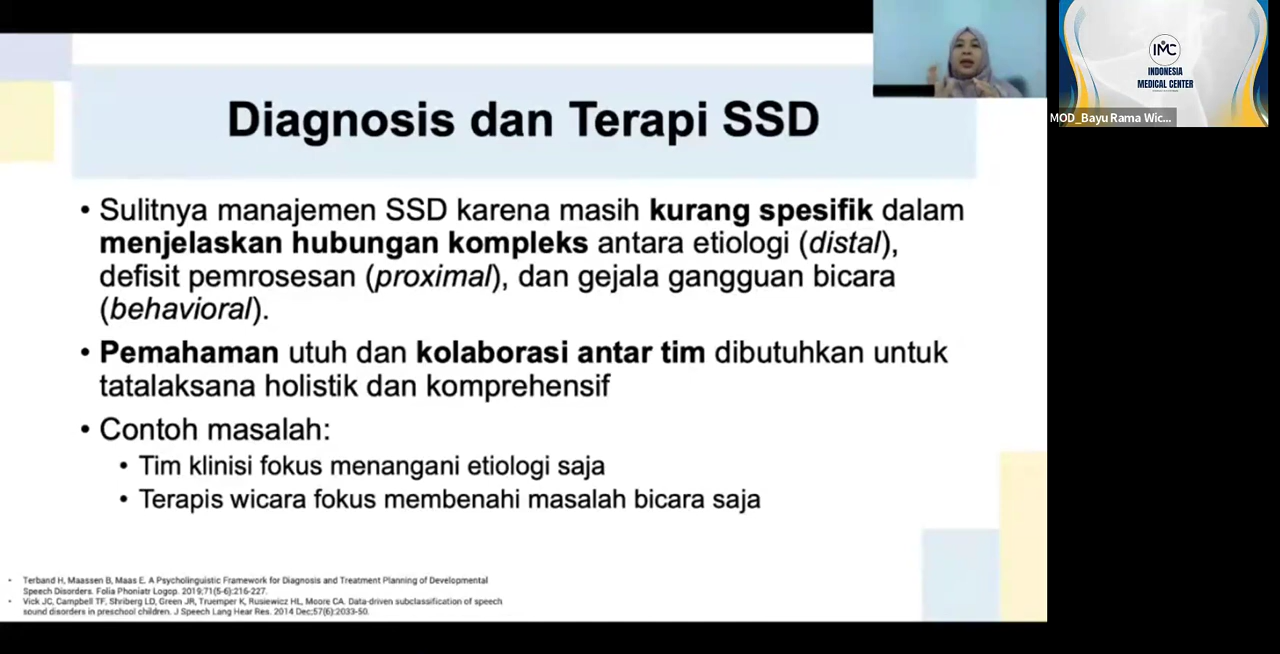 Diagnosis dan Terapi SSD
• Sulitnya manajemen SSD karena masih kurang spesifik dalam
menjelaskan hubungan kompleks antara etiologi (distal),
defisit pemrosesan (proximal), dan gejala gangguan bicara
(behavioral).
• Pemahaman utuh dan kolaborasi antar tim dibutuhkan untuk
tatalaksana holistik dan komprehensif
• Contoh masalah:
• Tim klinisi fokus menangani etiologi saja
• Terapis wicara fokus membenahi masalah bicara saja
• Terband H, Maassen B, Maas E. A Psycholinguistic Framework for Diagnosis and Treatment Planning of Developmental
Speech Disorders. Folia Phoniatr Logop. 2019;71(5-6):216-227.
• Vick JC, Campbell TF, Shriberg LD, Green JR, Truemper K, Rusiewicz HL, Moore CA. Data-driven subclassification of speech
sound disorders in preschool children. J Speech Lang Hear Res. 2014 Dec;57(6):2033-50.
IMC
INDONESIA
MEDICAL CENTER
MOD_Bayu Rama Wic...